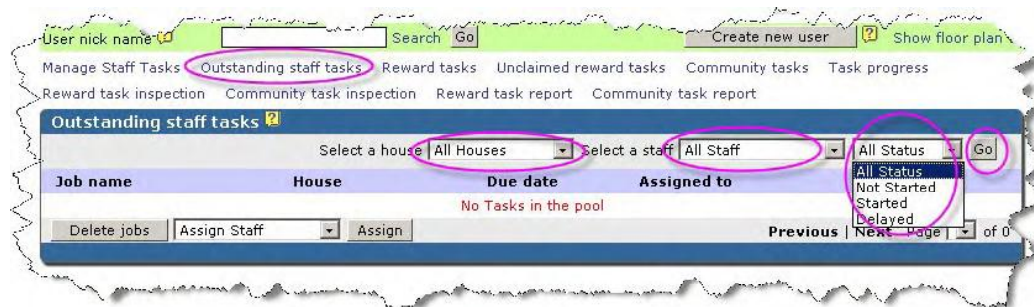 User nick name Search Go Create new user Show floor plan
Manage Staff Tasks Outstanding staff tasks Reward tasks Unclaimed reward tasks Community tasks Task progress
Reward task inspection Community task inspection Reward task report Community task report
Outstanding staff tasks
Select a house All Houses Select a staff All Staff All Status Go
Job name House Due date Assigned to
All Status
Not Started
Started
Delayed
No Tasks in the pool
Delete jobs Assign Staff Assign Previous | Next Page of 0